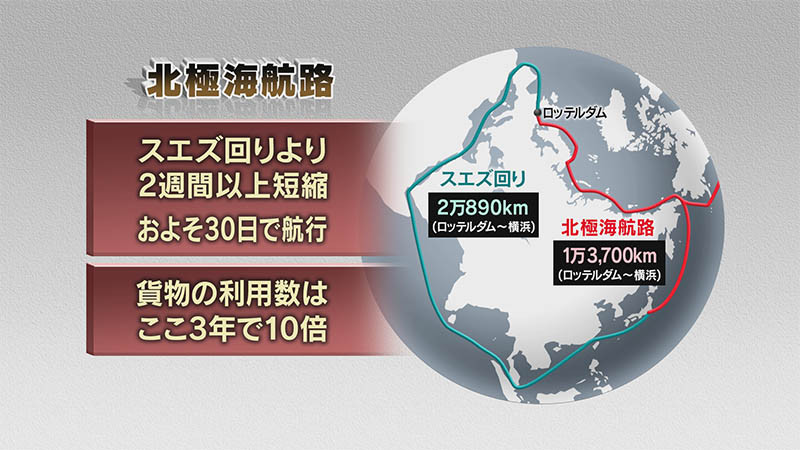 北極海航路
スエズ回りより
2週間以上短縮
およそ30日で航行
貨物の利用数は
ここ3年で10倍
ロッテルダム
スエズ回り
2万890km
(ロッテルダム～横浜)
北極海航路
1万3,700km
(ロッテルダム～横浜)